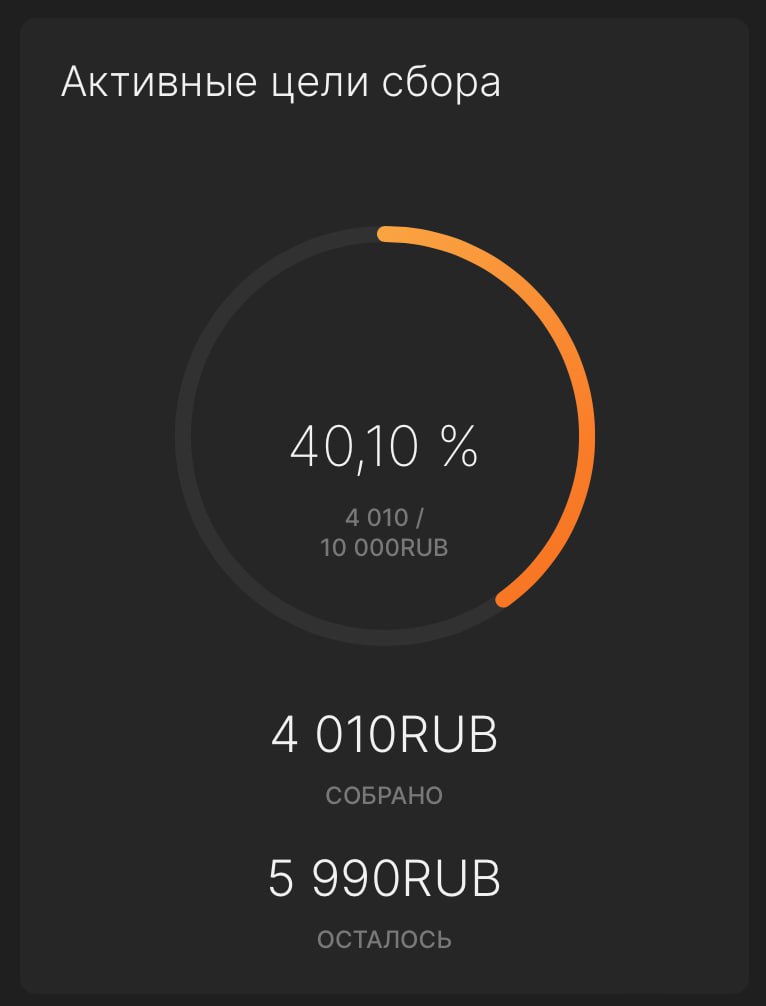 Активные цели сбора
40,10 %
4 010 /
10 000RUB
4 010RUB
СОБРАНО
5 990RUB
ОСТАЛОСЬ